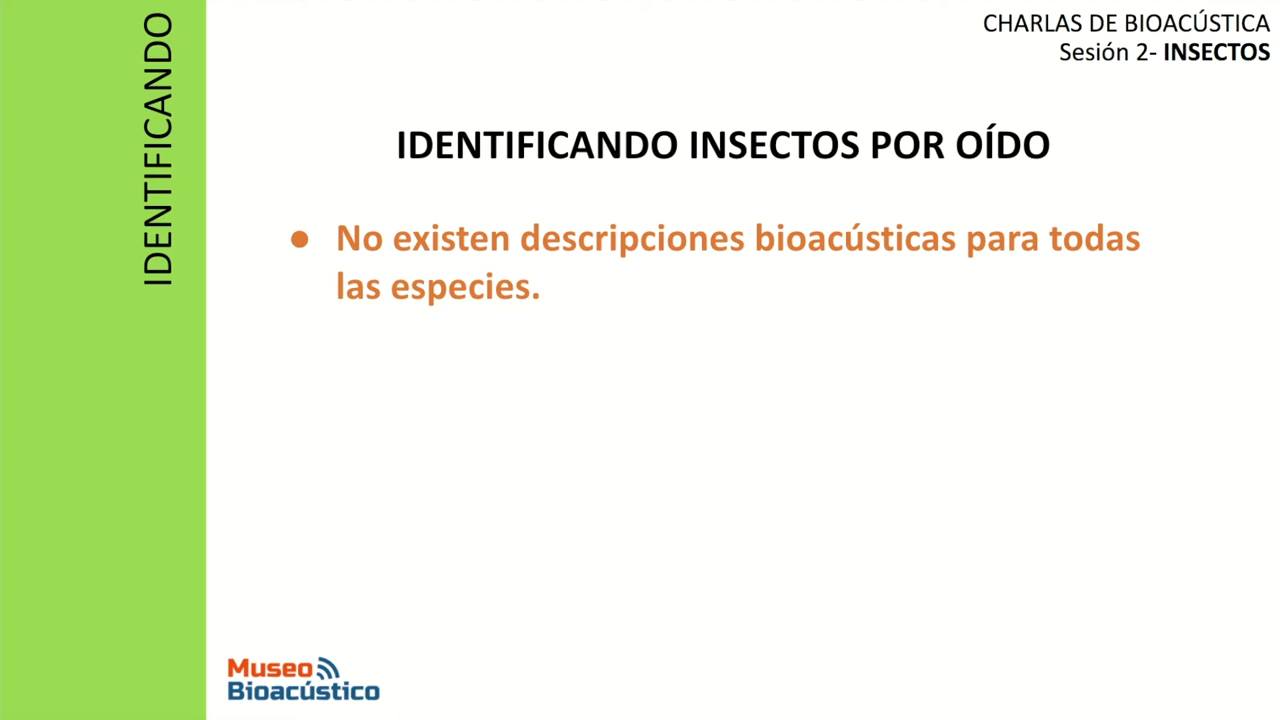 IDENTIFICANDO
CHARLAS DE BIOACÚSTICA
Sesión 2- INSECTOS
IDENTIFICANDO INSECTOS POR OÍDO
● No existen descripciones bioacústicas para todas
las especies.
Museo
Bioacústico